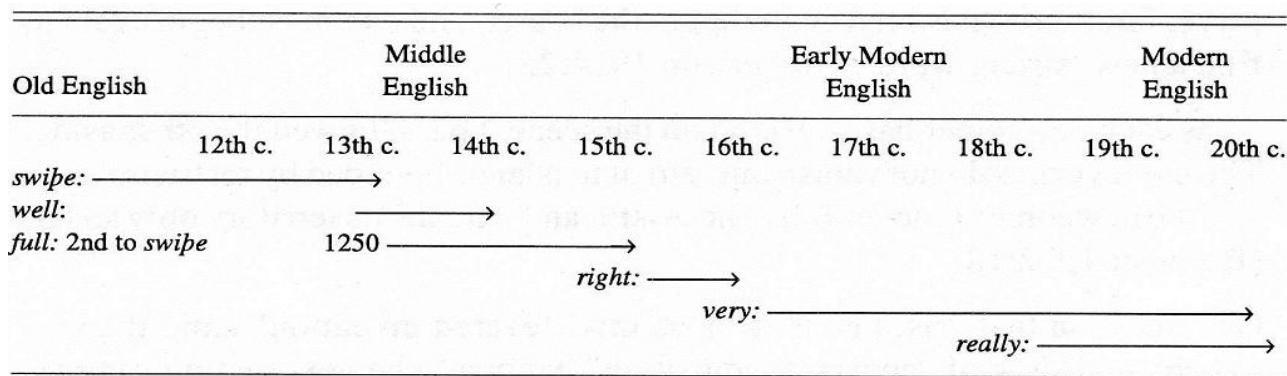 Middle Early Modern Modern
Old English English English English
12th c. 13th c. 14th c. 15th c. 16th c. 17th c. 18th c. 19th c. 20th c.
swiþe:
well:
full: 2nd to swiþe 1250
right:
very:
really: